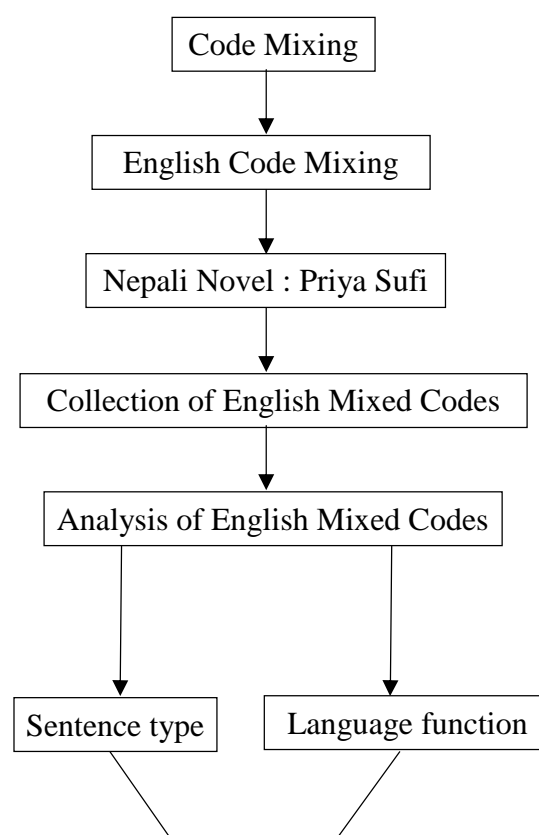 Code Mixing
English Code Mixing
Nepali Novel : Priya Sufi
Collection of English Mixed Codes
Analysis of English Mixed Codes
Sentence type
Language function